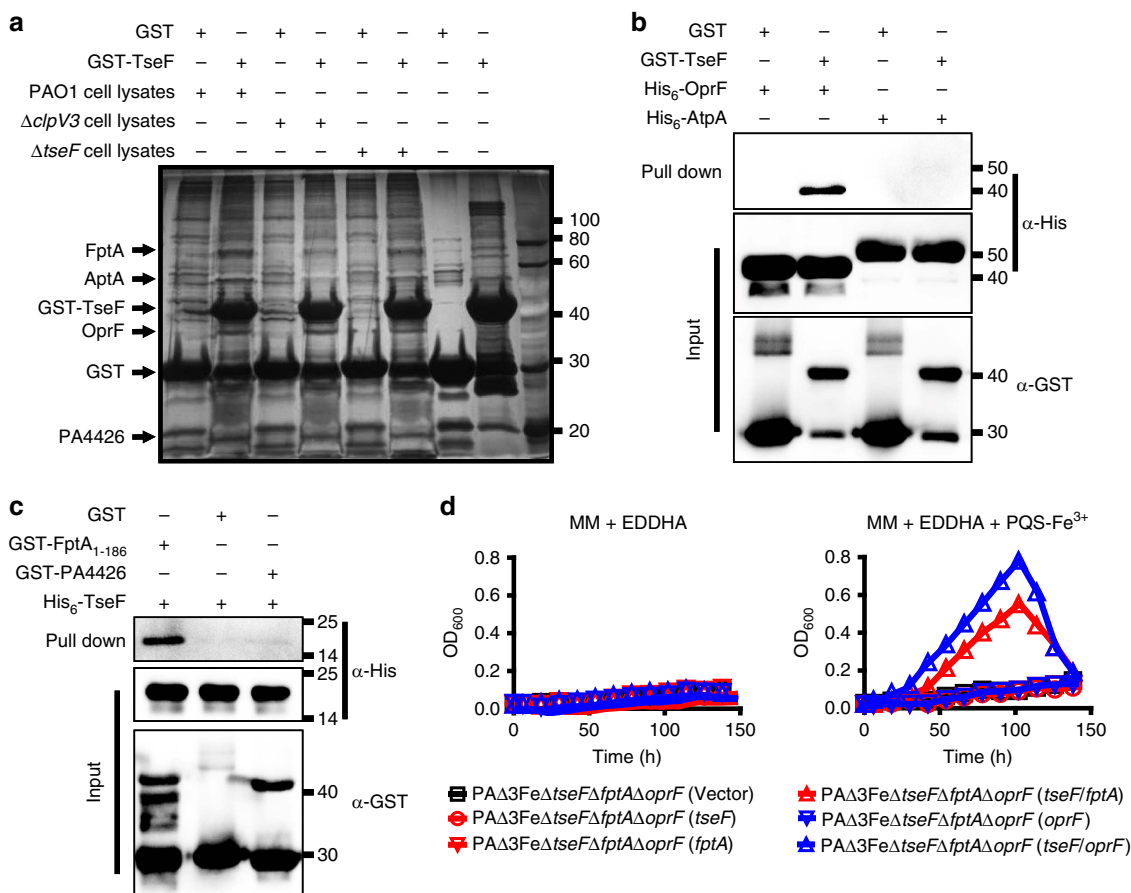 a
GST + − + − + − + −
GST-TseF − + − + − + − +
PAO1 cell lysates + + − − − − − −
ΔclpV3 cell lysates − − + + − − − −
ΔtseF cell lysates − − − − + + − −
FptA
AptA
GST-TseF
OprF
GST
PA4426
100
80
60
40
30
20
b
GST + − + −
GST-TseF − + − +
His₆-OprF + + − −
His₆-AtpA − − + +
Pull down
50
40
α-His
50
40
Input
40
30
α-GST
c
GST − + −
GST-FptA₁₋₁₈₆ + − −
GST-PA4426 − − +
His₆-TseF + + +
Pull down
25
14
α-His
25
14
Input
40
30
α-GST
d
MM + EDDHA
OD₆₀₀
0.8
0.6
0.4
0.2
0.0
0 50 100 150
Time (h)
MM + EDDHA + PQS-Fe³⁺
OD₆₀₀
0.8
0.6
0.4
0.2
0.0
0 50 100 150
Time (h)
PAΔ3FeΔtseFΔfptAΔoprF (Vector)
PAΔ3FeΔtseFΔfptAΔoprF (tseF)
PAΔ3FeΔtseFΔfptAΔoprF (fptA)
PAΔ3FeΔtseFΔfptAΔoprF (tseF/fptA)
PAΔ3FeΔtseFΔfptAΔoprF (oprF)
PAΔ3FeΔtseFΔfptAΔoprF (tseF/oprF)